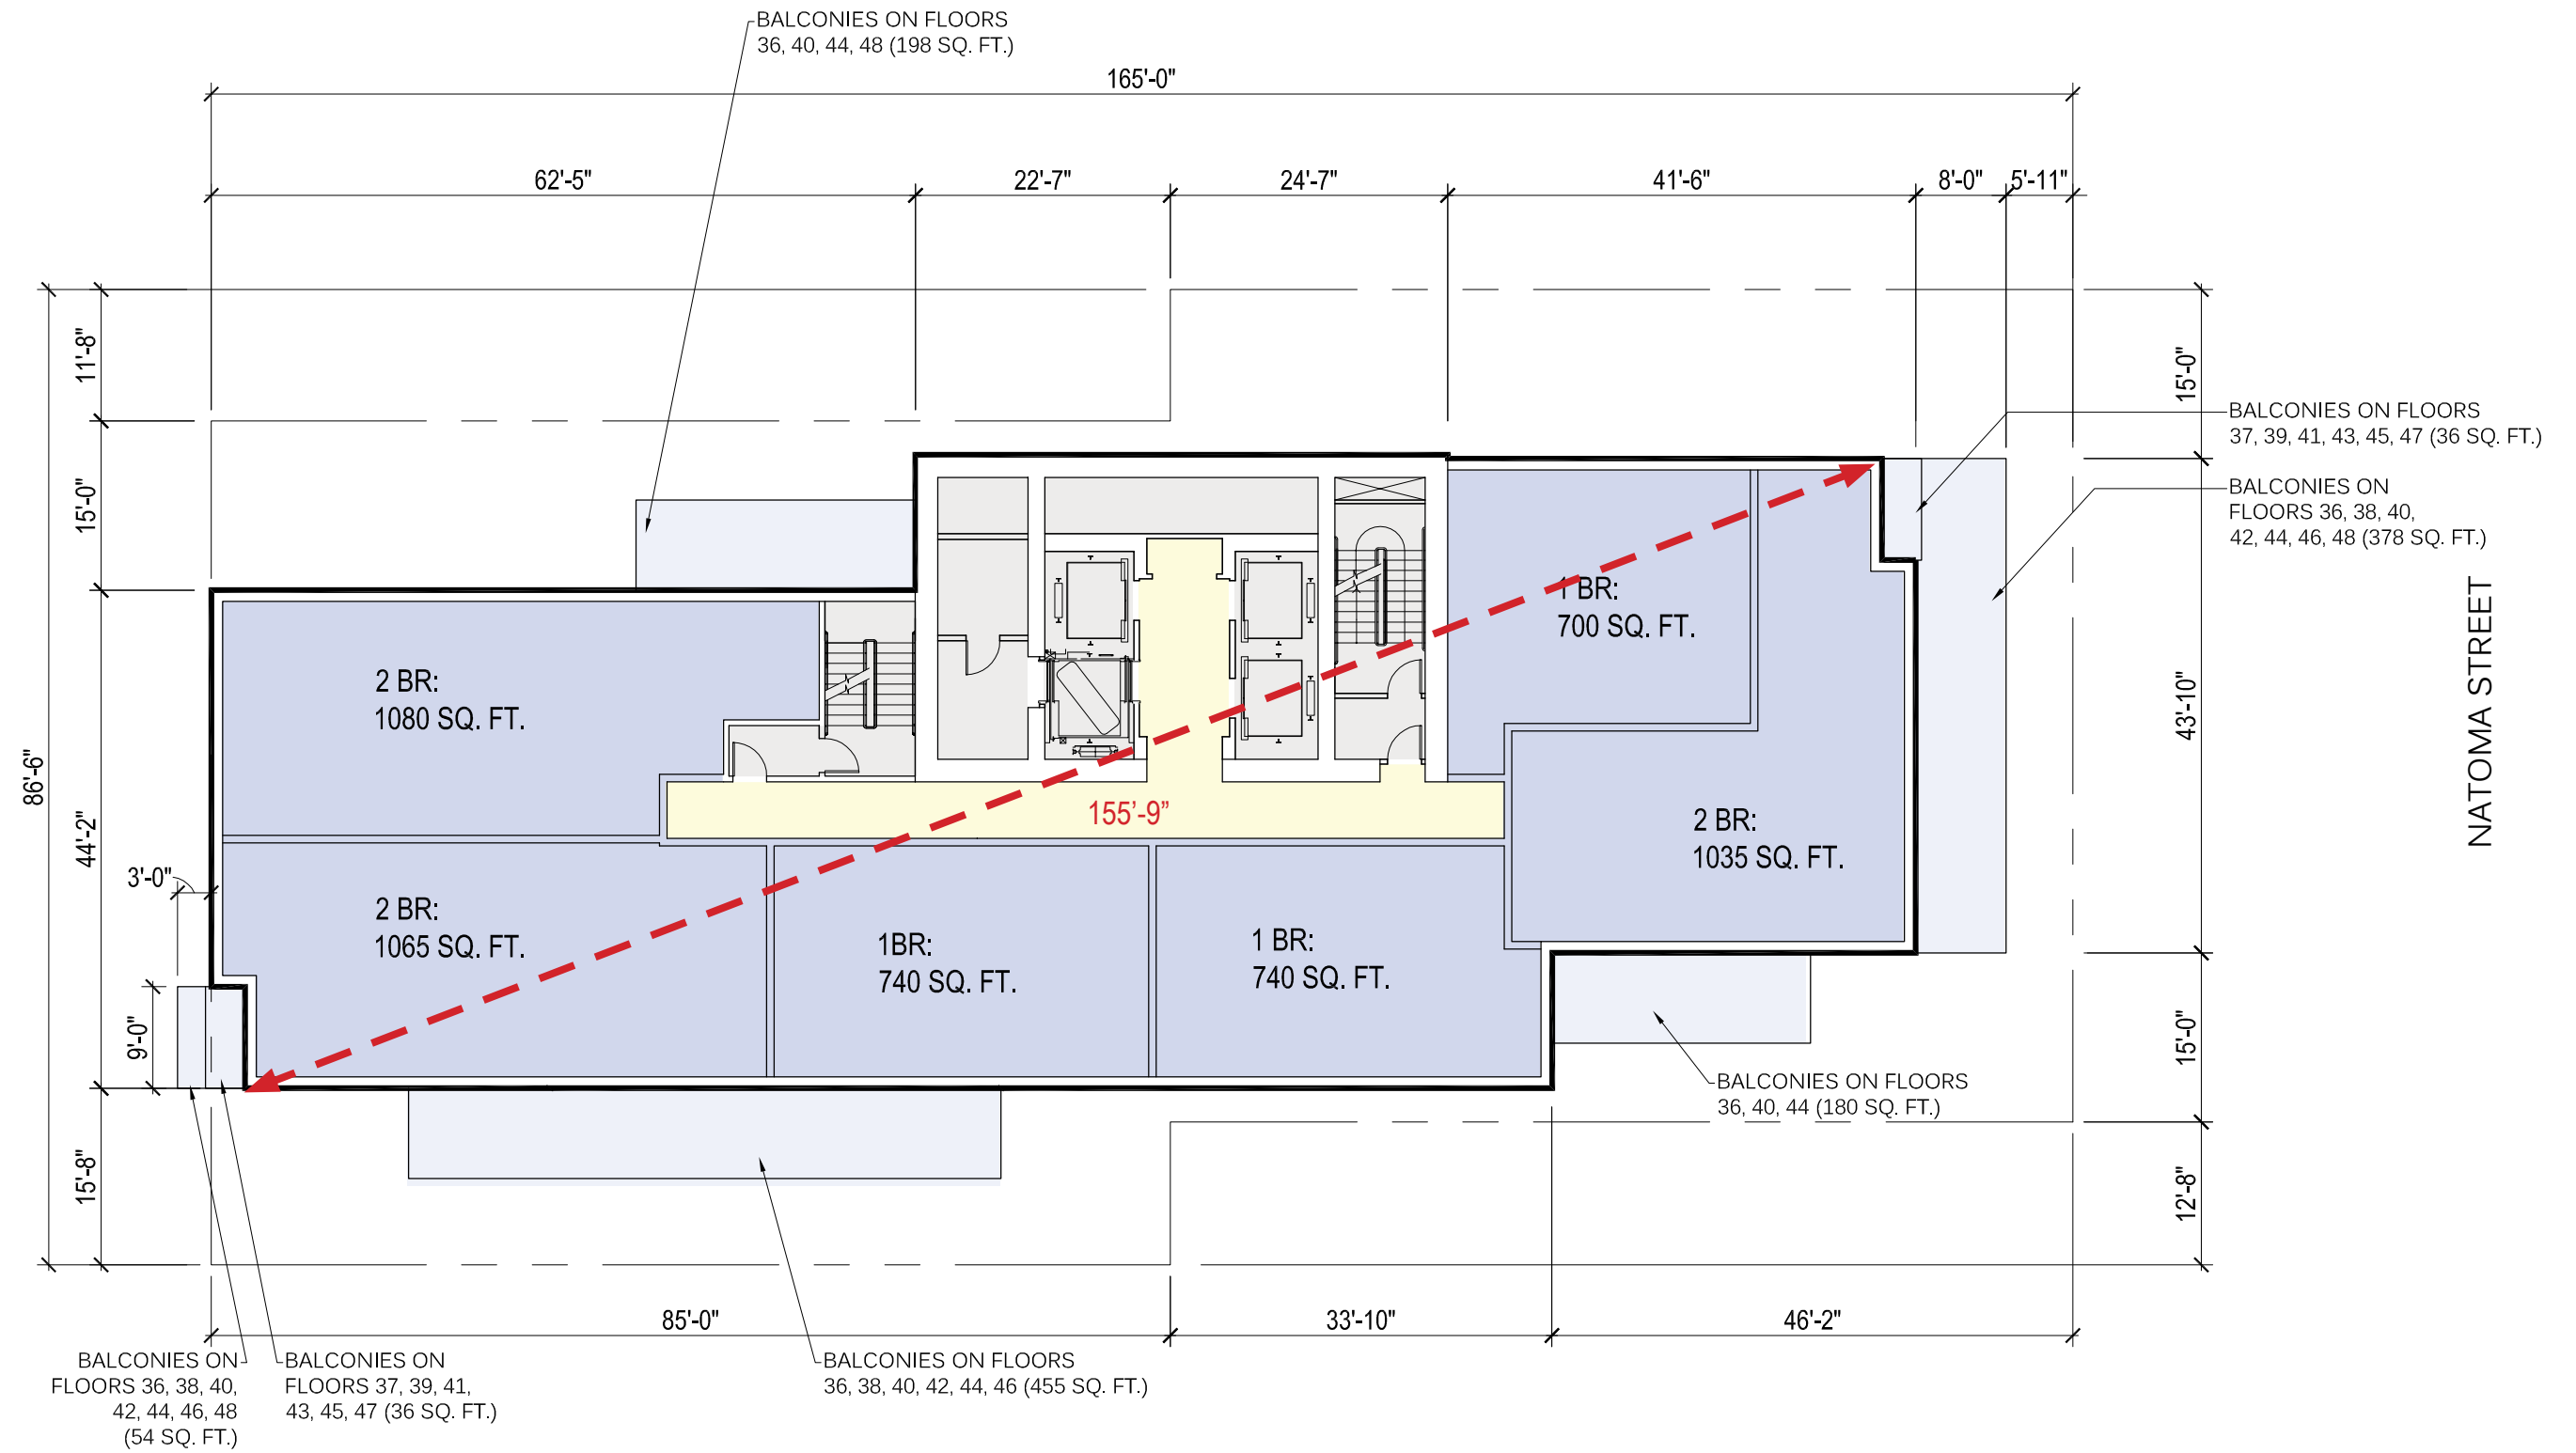 BALCONIES ON FLOORS
36, 40, 44, 48 (198 SQ. FT.)
165'-0"
62'-5"
22'-7"
24'-7"
41'-6"
8'-0"
5'-11"
11'-8"
15'-0"
86'-6"
44'-2"
3'-0"
9'-0"
15'-8"
15'-0"
43'-10"
15'-0"
12'-8"
BALCONIES ON FLOORS
37, 39, 41, 43, 45, 47 (36 SQ. FT.)
BALCONIES ON
FLOORS 36, 38, 40,
42, 44, 46, 48 (378 SQ. FT.)
NATOMA STREET
1 BR:
700 SQ. FT.
2 BR:
1080 SQ. FT.
155'-9”
2 BR:
1035 SQ. FT.
2 BR:
1065 SQ. FT.
1BR:
740 SQ. FT.
1 BR:
740 SQ. FT.
BALCONIES ON FLOORS
36, 40, 44 (180 SQ. FT.)
85'-0"
33'-10"
46'-2"
BALCONIES ON
FLOORS 36, 38, 40,
42, 44, 46, 48
(54 SQ. FT.)
BALCONIES ON
FLOORS 37, 39, 41,
43, 45, 47 (36 SQ. FT.)
BALCONIES ON FLOORS
36, 38, 40, 42, 44, 46 (455 SQ. FT.)